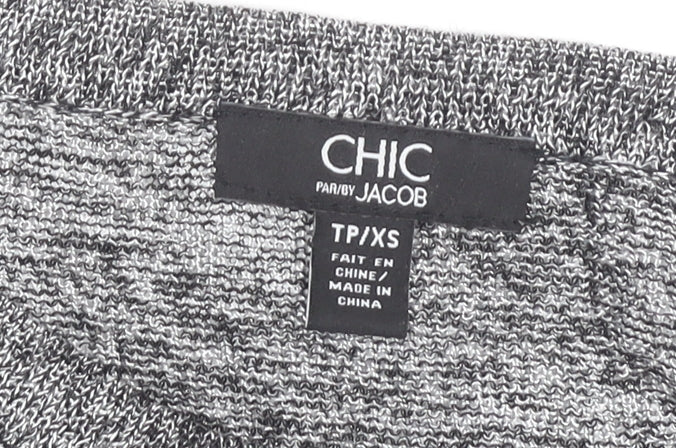 CHIC
PAR/BY JACOB
TP/XS
FAIT EN
CHINE/
MADE IN
CHINA